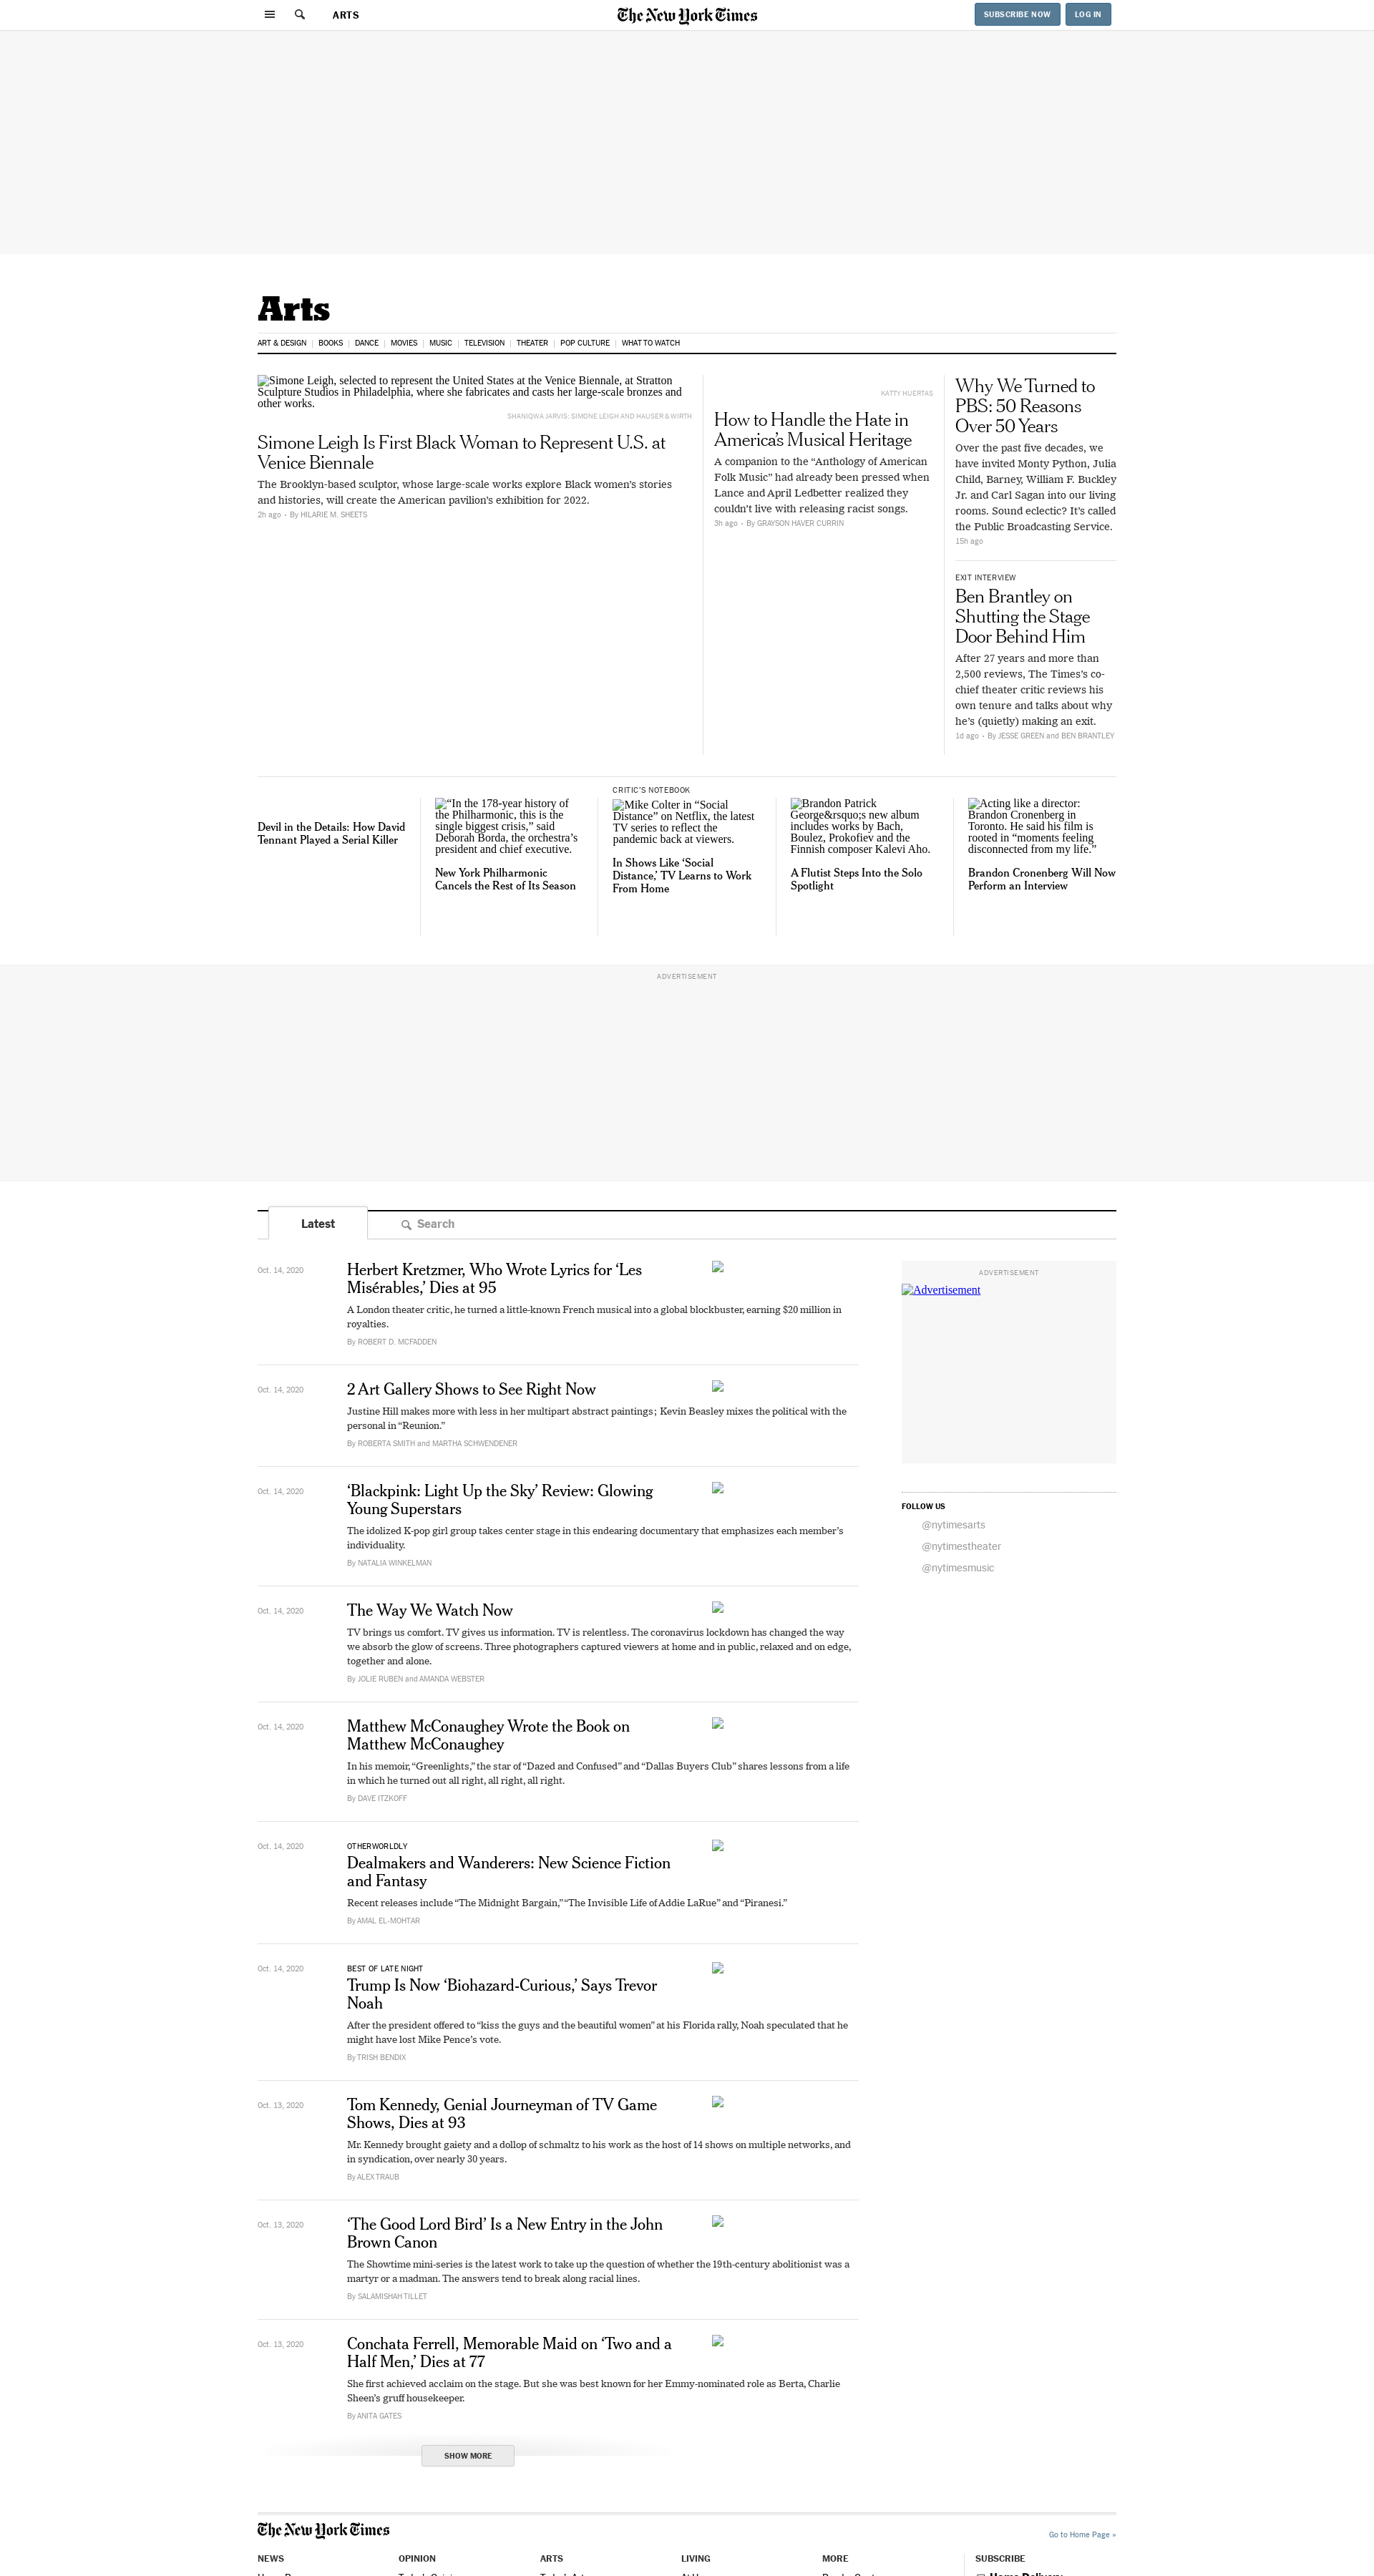 ARTS
The New York Times
SUBSCRIBE NOW
LOG IN
Arts
ART & DESIGN
BOOKS
DANCE
MOVIES
MUSIC
TELEVISION
THEATER
POP CULTURE
WHAT TO WATCH
Simone Leigh, selected to represent the United States at the Venice Biennale, at Stratton
Sculpture Studios in Philadelphia, where she fabricates and casts her large-scale bronzes and
other works.
SHANIQWA JARVIS; SIMONE LEIGH AND HAUSER & WIRTH
Simone Leigh Is First Black Woman to Represent U.S. at
Venice Biennale
The Brooklyn-based sculptor, whose large-scale works explore Black women’s stories
and histories, will create the American pavilion’s exhibition for 2022.
2h ago • By HILARIE M. SHEETS
KATTY HUERTAS
How to Handle the Hate in
America’s Musical Heritage
A companion to the “Anthology of American
Folk Music” had already been pressed when
Lance and April Ledbetter realized they
couldn’t live with releasing racist songs.
3h ago • By GRAYSON HAVER CURRIN
Why We Turned to
PBS: 50 Reasons
Over 50 Years
Over the past five decades, we
have invited Monty Python, Julia
Child, Barney, William F. Buckley
Jr. and Carl Sagan into our living
rooms. Sound eclectic? It’s called
the Public Broadcasting Service.
15h ago
EXIT INTERVIEW
Ben Brantley on
Shutting the Stage
Door Behind Him
After 27 years and more than
2,500 reviews, The Times’s co-
chief theater critic reviews his
own tenure and talks about why
he’s (quietly) making an exit.
1d ago • By JESSE GREEN and BEN BRANTLEY
Devil in the Details: How David
Tennant Played a Serial Killer
“In the 178-year history of
the Philharmonic, this is the
single biggest crisis,” said
Deborah Borda, the orchestra’s
president and chief executive.
New York Philharmonic
Cancels the Rest of Its Season
CRITIC’S NOTEBOOK
Mike Colter in “Social
Distance” on Netflix, the latest
TV series to reflect the
pandemic back at viewers.
In Shows Like ‘Social
Distance,’ TV Learns to Work
From Home
Brandon Patrick
George&rsquo;s new album
includes works by Bach,
Boulez, Prokofiev and the
Finnish composer Kalevi Aho.
A Flutist Steps Into the Solo
Spotlight
Acting like a director:
Brandon Cronenberg in
Toronto. He said his film is
rooted in “moments feeling
disconnected from my life.”
Brandon Cronenberg Will Now
Perform an Interview
ADVERTISEMENT
Latest
Search
Oct. 14, 2020
Herbert Kretzmer, Who Wrote Lyrics for ‘Les
Misérables,’ Dies at 95
A London theater critic, he turned a little-known French musical into a global blockbuster, earning $20 million in
royalties.
By ROBERT D. MCFADDEN
Oct. 14, 2020
2 Art Gallery Shows to See Right Now
Justine Hill makes more with less in her multipart abstract paintings; Kevin Beasley mixes the political with the
personal in “Reunion.”
By ROBERTA SMITH and MARTHA SCHWENDENER
Oct. 14, 2020
‘Blackpink: Light Up the Sky’ Review: Glowing
Young Superstars
The idolized K-pop girl group takes center stage in this endearing documentary that emphasizes each member’s
individuality.
By NATALIA WINKELMAN
Oct. 14, 2020
The Way We Watch Now
TV brings us comfort. TV gives us information. TV is relentless. The coronavirus lockdown has changed the way
we absorb the glow of screens. Three photographers captured viewers at home and in public, relaxed and on edge,
together and alone.
By JOLIE RUBEN and AMANDA WEBSTER
Oct. 14, 2020
Matthew McConaughey Wrote the Book on
Matthew McConaughey
In his memoir, “Greenlights,” the star of “Dazed and Confused” and “Dallas Buyers Club” shares lessons from a life
in which he turned out all right, all right, all right.
By DAVE ITZKOFF
Oct. 14, 2020
OTHERWORLDLY
Dealmakers and Wanderers: New Science Fiction
and Fantasy
Recent releases include “The Midnight Bargain,” “The Invisible Life of Addie LaRue” and “Piranesi.”
By AMAL EL-MOHTAR
Oct. 14, 2020
BEST OF LATE NIGHT
Trump Is Now ‘Biohazard-Curious,’ Says Trevor
Noah
After the president offered to “kiss the guys and the beautiful women” at his Florida rally, Noah speculated that he
might have lost Mike Pence’s vote.
By TRISH BENDIX
Oct. 13, 2020
Tom Kennedy, Genial Journeyman of TV Game
Shows, Dies at 93
Mr. Kennedy brought gaiety and a dollop of schmaltz to his work as the host of 14 shows on multiple networks, and
in syndication, over nearly 30 years.
By ALEX TRAUB
Oct. 13, 2020
‘The Good Lord Bird’ Is a New Entry in the John
Brown Canon
The Showtime mini-series is the latest work to take up the question of whether the 19th-century abolitionist was a
martyr or a madman. The answers tend to break along racial lines.
By SALAMISHAH TILLET
Oct. 13, 2020
Conchata Ferrell, Memorable Maid on ‘Two and a
Half Men,’ Dies at 77
She first achieved acclaim on the stage. But she was best known for her Emmy-nominated role as Berta, Charlie
Sheen’s gruff housekeeper.
By ANITA GATES
SHOW MORE
ADVERTISEMENT
Advertisement
FOLLOW US
@nytimesarts
@nytimestheater
@nytimesmusic
The New York Times
Go to Home Page »
NEWS
OPINION
ARTS
LIVING
MORE
SUBSCRIBE